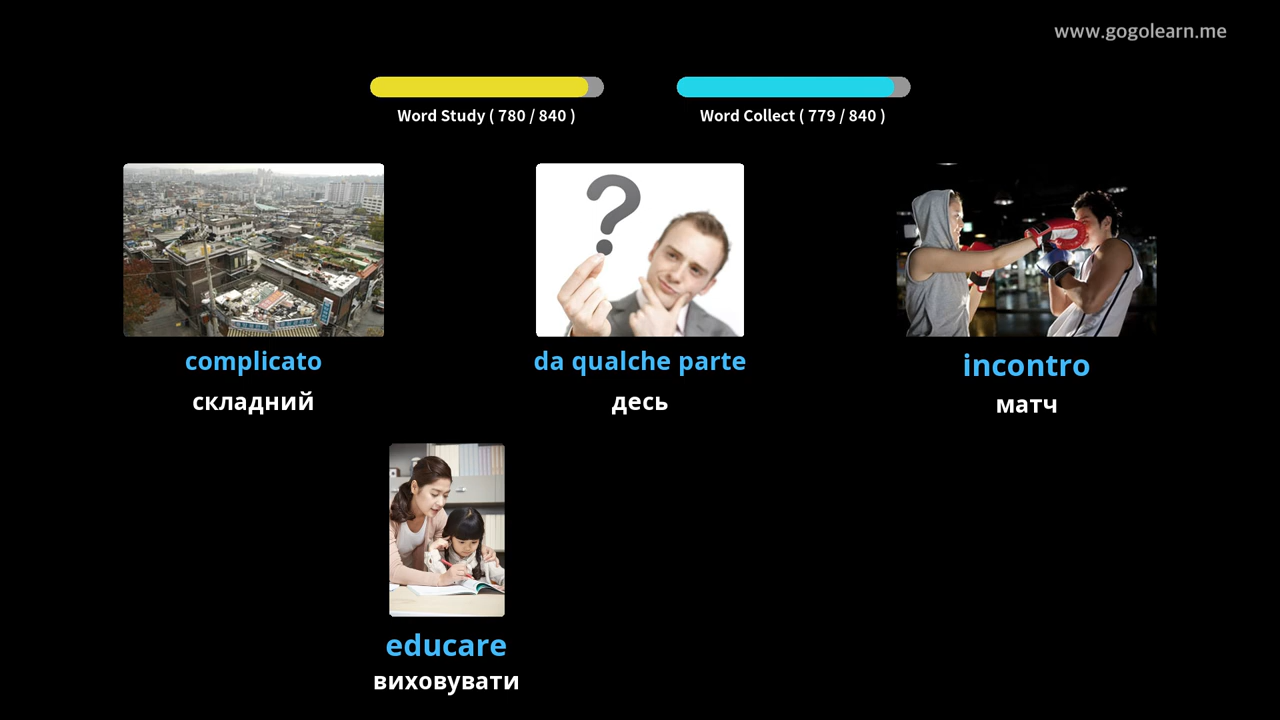 www.gogolearn.me
Word Study ( 780 / 840 )
Word Collect ( 779 / 840 )
complicato
складний
da qualche parte
десь
incontro
матч
educare
виховувати